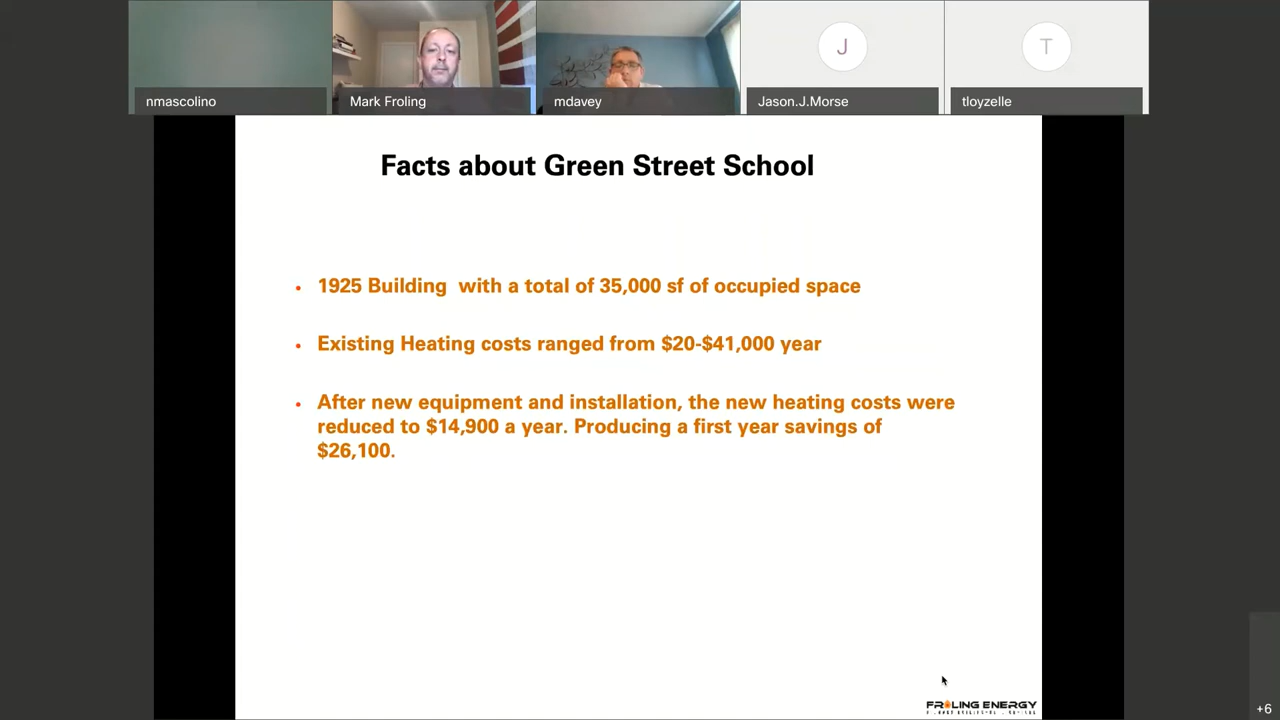 nmascolino
Mark Froling
mdavey
J
Jason.J.Morse
T
tloyzelle
Facts about Green Street School
• 1925 Building with a total of 35,000 sf of occupied space
• Existing Heating costs ranged from $20-$41,000 year
• After new equipment and installation, the new heating costs were
reduced to $14,900 a year. Producing a first year savings of
$26,100.
FROLING ENERGY
+6